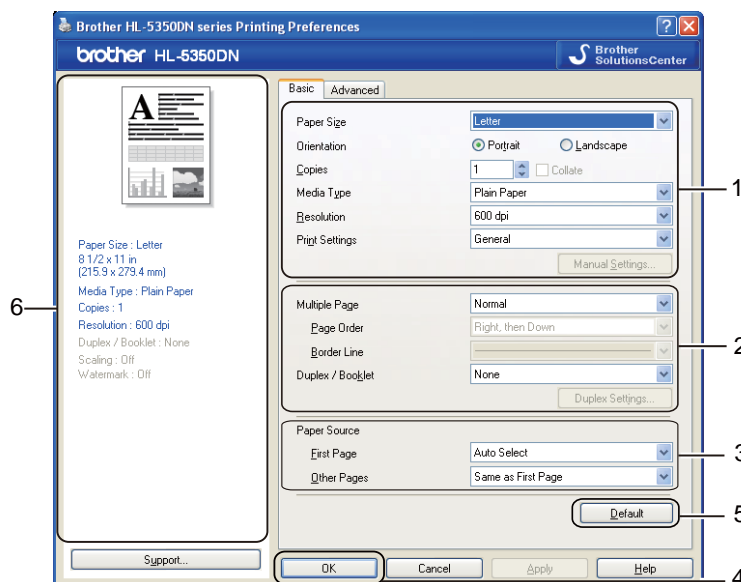 Brother HL-5350DN series Printing Preferences
brother HL-5350DN
Brother
SolutionsCenter
Basic Advanced
A
Paper Size Letter
Orientation Portrait Landscape
Copies 1 Collate
Media Type Plain Paper
1
Resolution 600 dpi
Print Settings General
Manual Settings...
Paper Size : Letter
8 1/2 x 11 in
(215.9 x 279.4 mm)
Media Type : Plain Paper
Copies : 1
Resolution : 600 dpi
Duplex / Booklet : None
Scaling : Off
Watermark : Off
6
Multiple Page Normal
Page Order Right, then Down
Border Line
2
Duplex / Booklet None
Duplex Settings...
Paper Source
First Page Auto Select
3
Other Pages Same as First Page
Default
5
Support...
OK Cancel Apply Help
4